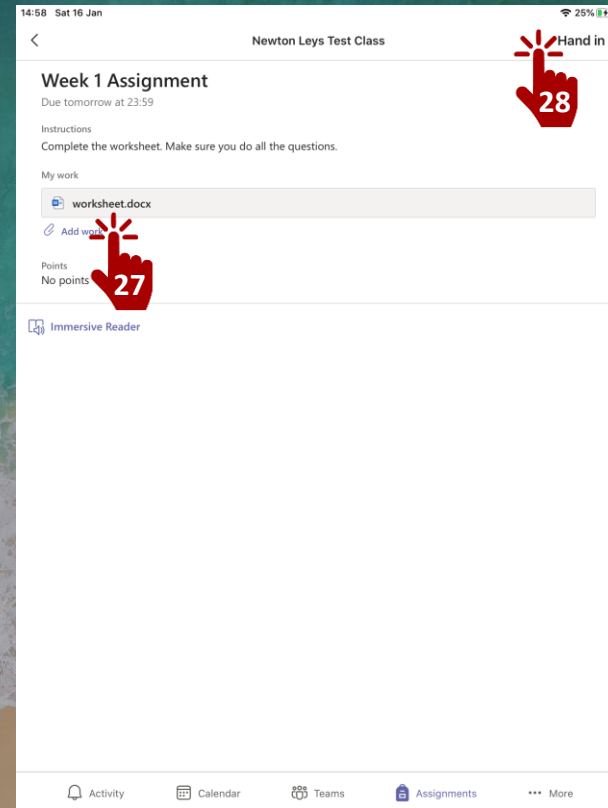 14:58 Sat 16 Jan
25%
Newton Leys Test Class
Hand in
28
Week 1 Assignment
Due tomorrow at 23:59
Instructions
Complete the worksheet. Make sure you do all the questions.
My work
worksheet.docx
Add work
27
Points
No points
Immersive Reader
Activity Calendar Teams Assignments More